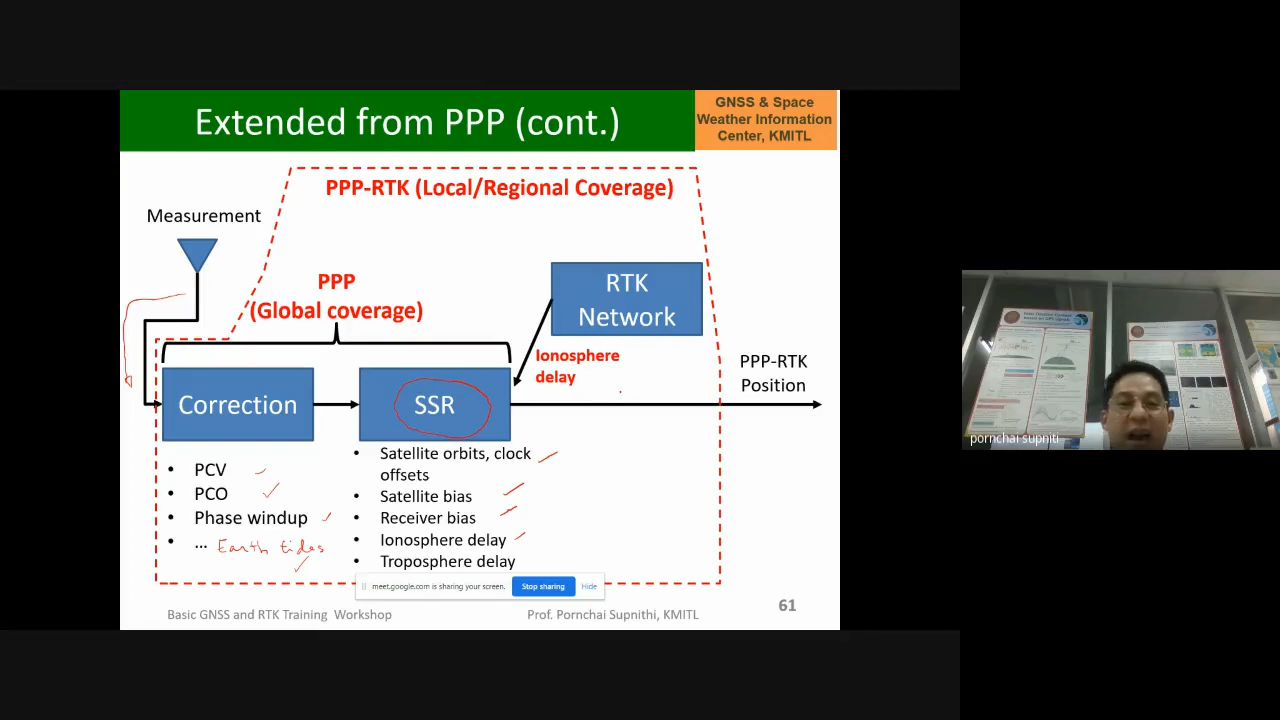 Extended from PPP (cont.)
GNSS & Space
Weather Information
Center, KMITL
PPP-RTK (Local/Regional Coverage)
Measurement
PPP
(Global coverage)
RTK
Network
Ionosphere
delay
PPP-RTK
Position
Correction
SSR
• PCV
• PCO
• Phase windup
• ... Earth tides
• Satellite orbits, clock
offsets
• Satellite bias
• Receiver bias
• Ionosphere delay
• Troposphere delay
meet.google.com is sharing your screen.
Stop sharing
Hide
Basic GNSS and RTK Training Workshop
Prof. Pornchai Supnithi, KMITL
61
pornchai supniti